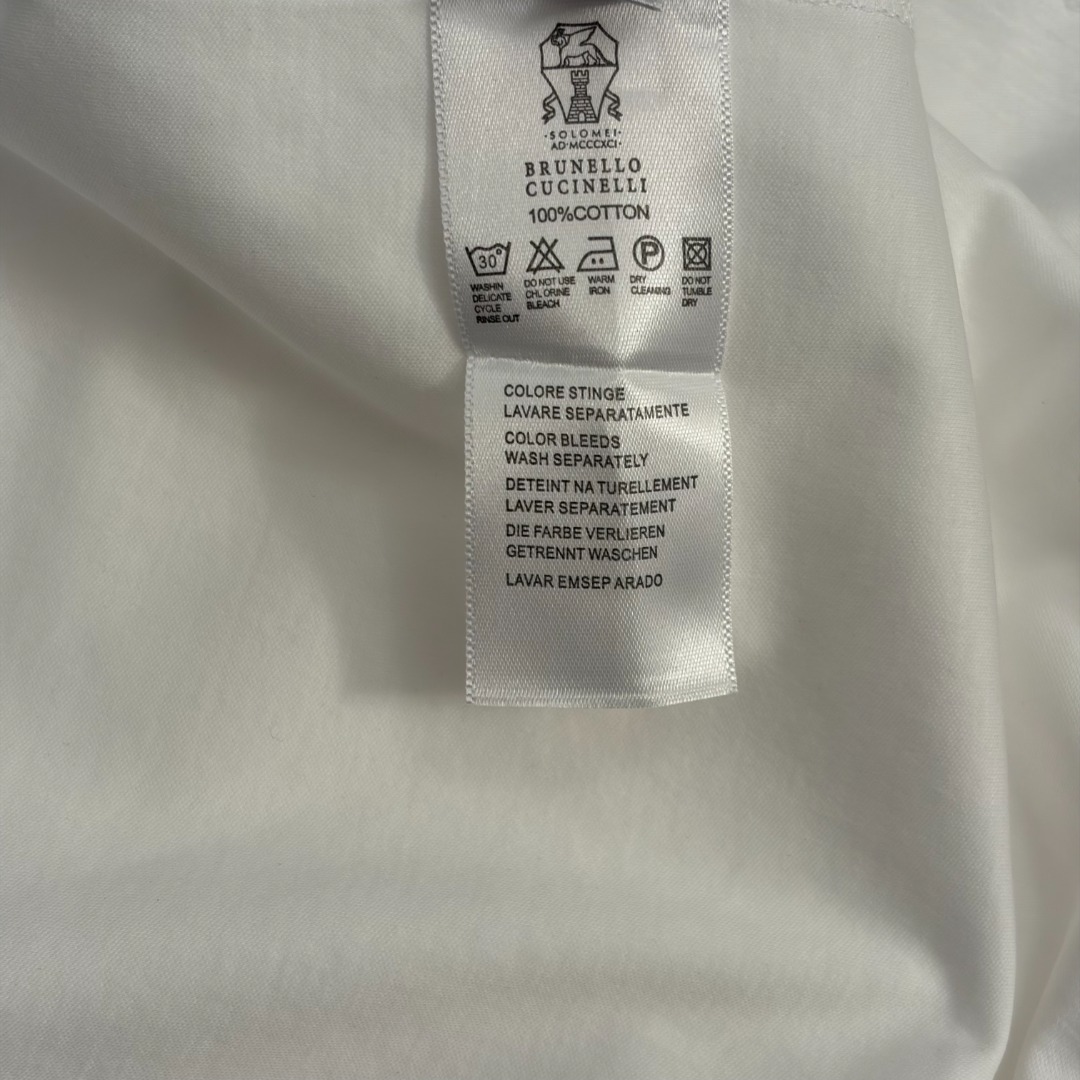 ·SOLOMEI·
AD·MCCCXCI·
BRUNELLO
CUCINELLI
100%COTTON
30°
P
WASHIN
DELICATE
CYCLE
RINSE OUT
DO NOT USE
CHLORINE
BLEACH
WARM
IRON
DRY
CLEANING
DO NOT
TUMBLE
DRY
COLORE STINGE
LAVARE SEPARATAMENTE
COLOR BLEEDS
WASH SEPARATELY
DETEINT NA TURELLEMENT
LAVER SEPARATEMENT
DIE FARBE VERLIEREN
GETRENNT WASCHEN
LAVAR EMSEP ARADO